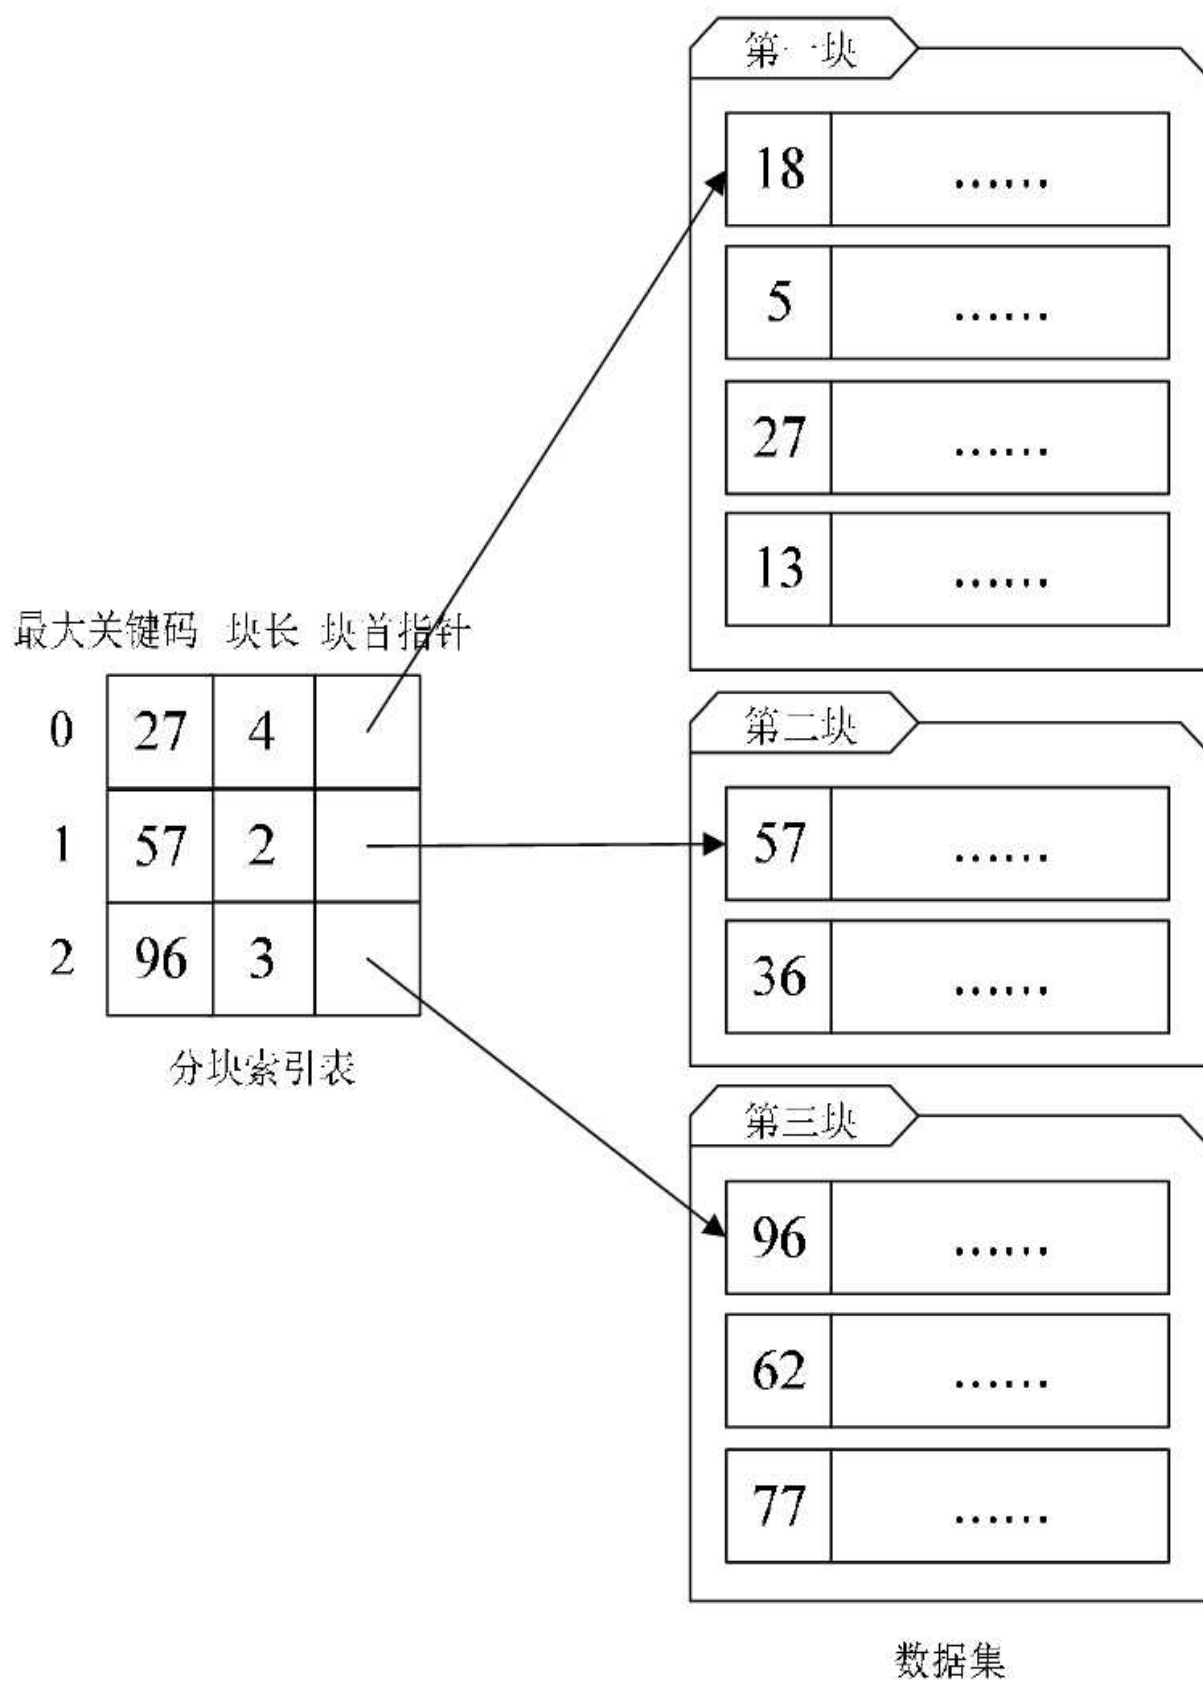 第一块
18 ……
5 ……
27 ……
13 ……
最大关键码 块长 块首指针
0 27 4
1 57 2
2 96 3
分块索引表
第二块
57 ……
36 ……
第三块
96 ……
62 ……
77 ……
数据集